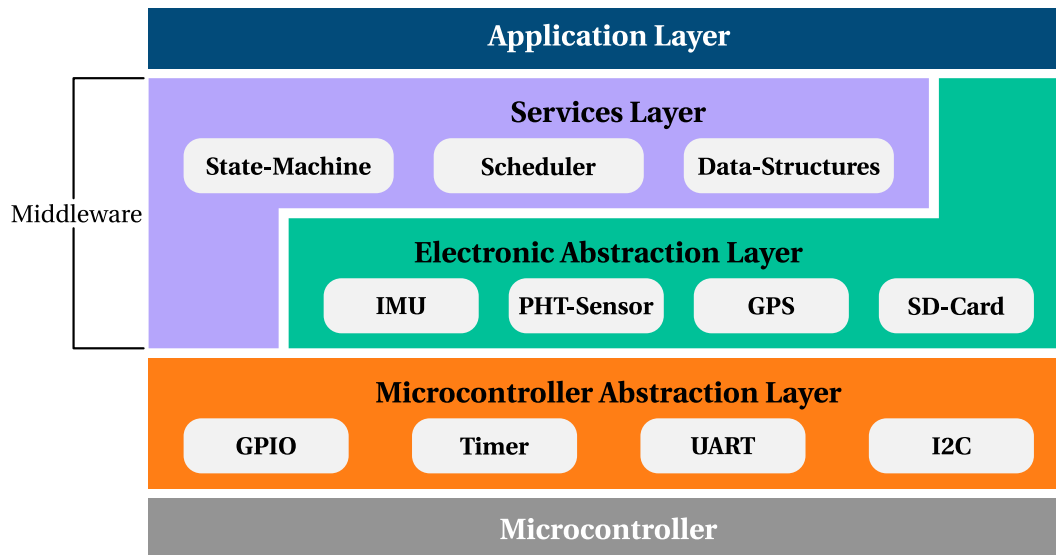 Application Layer
Services Layer
State-Machine
Scheduler
Data-Structures
Middleware
Electronic Abstraction Layer
IMU
PHT-Sensor
GPS
SD-Card
Microcontroller Abstraction Layer
GPIO
Timer
UART
I2C
Microcontroller